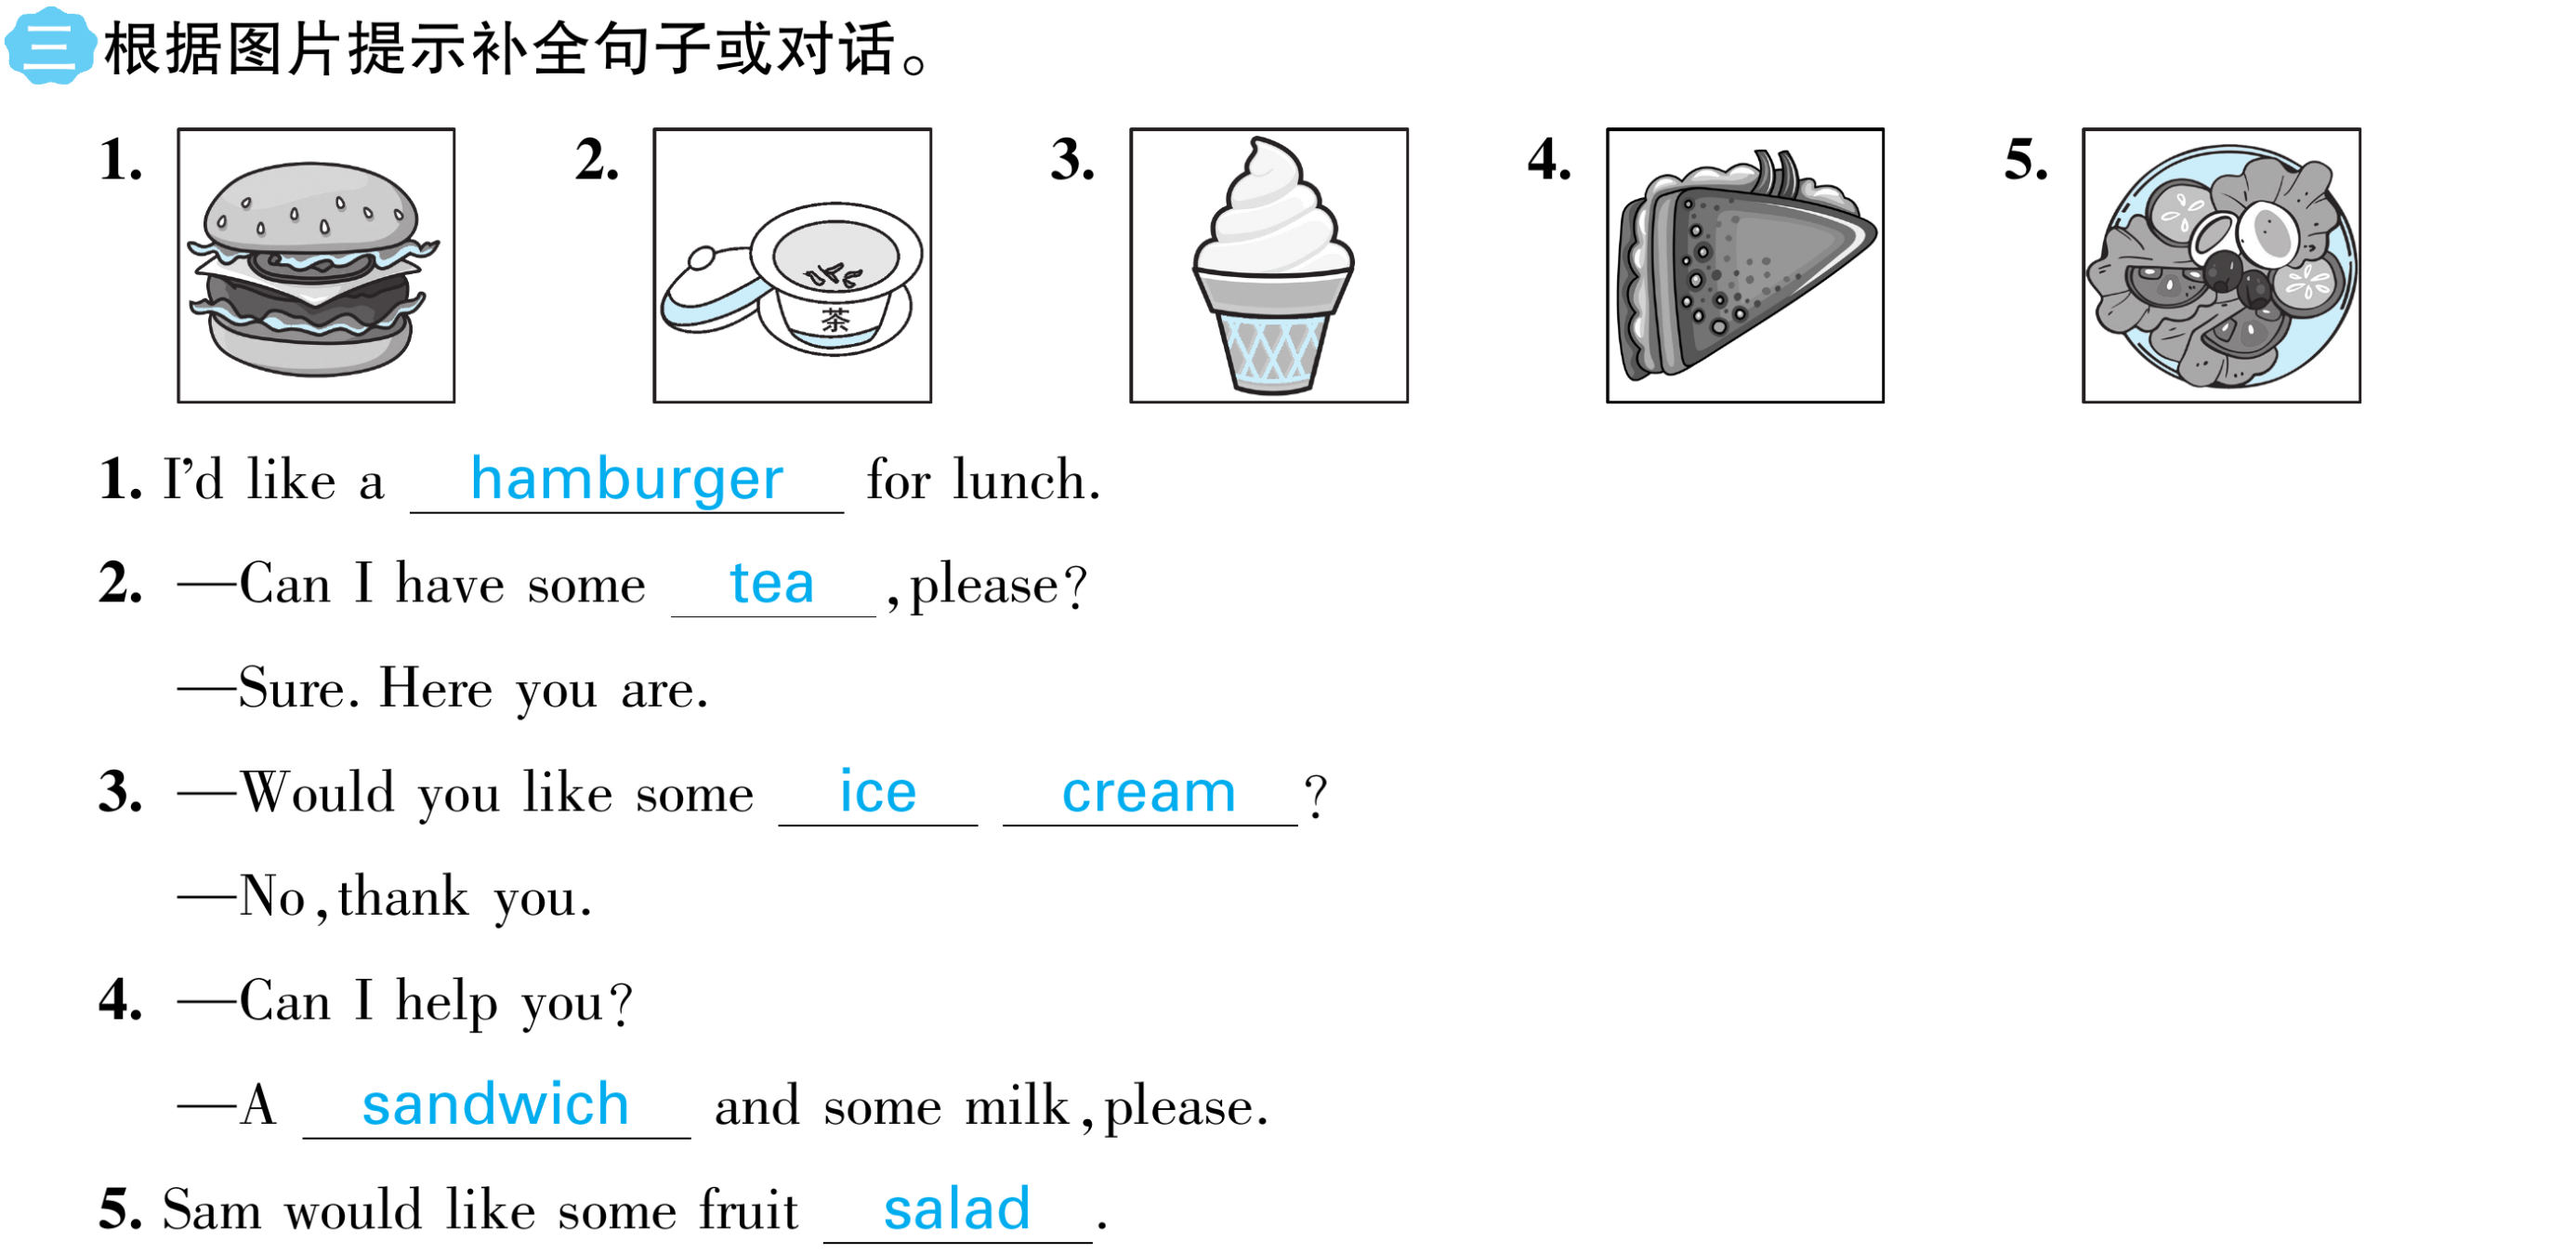 三 根据图片提示补全句子或对话。
1. 2. 3. 4. 5.
茶
1. I'd like a hamburger for lunch.
2. —Can I have some tea ,please?
—Sure. Here you are.
3. —Would you like some ice cream ?
—No,thank you.
4. —Can I help you?
—A sandwich and some milk,please.
5. Sam would like some fruit salad .